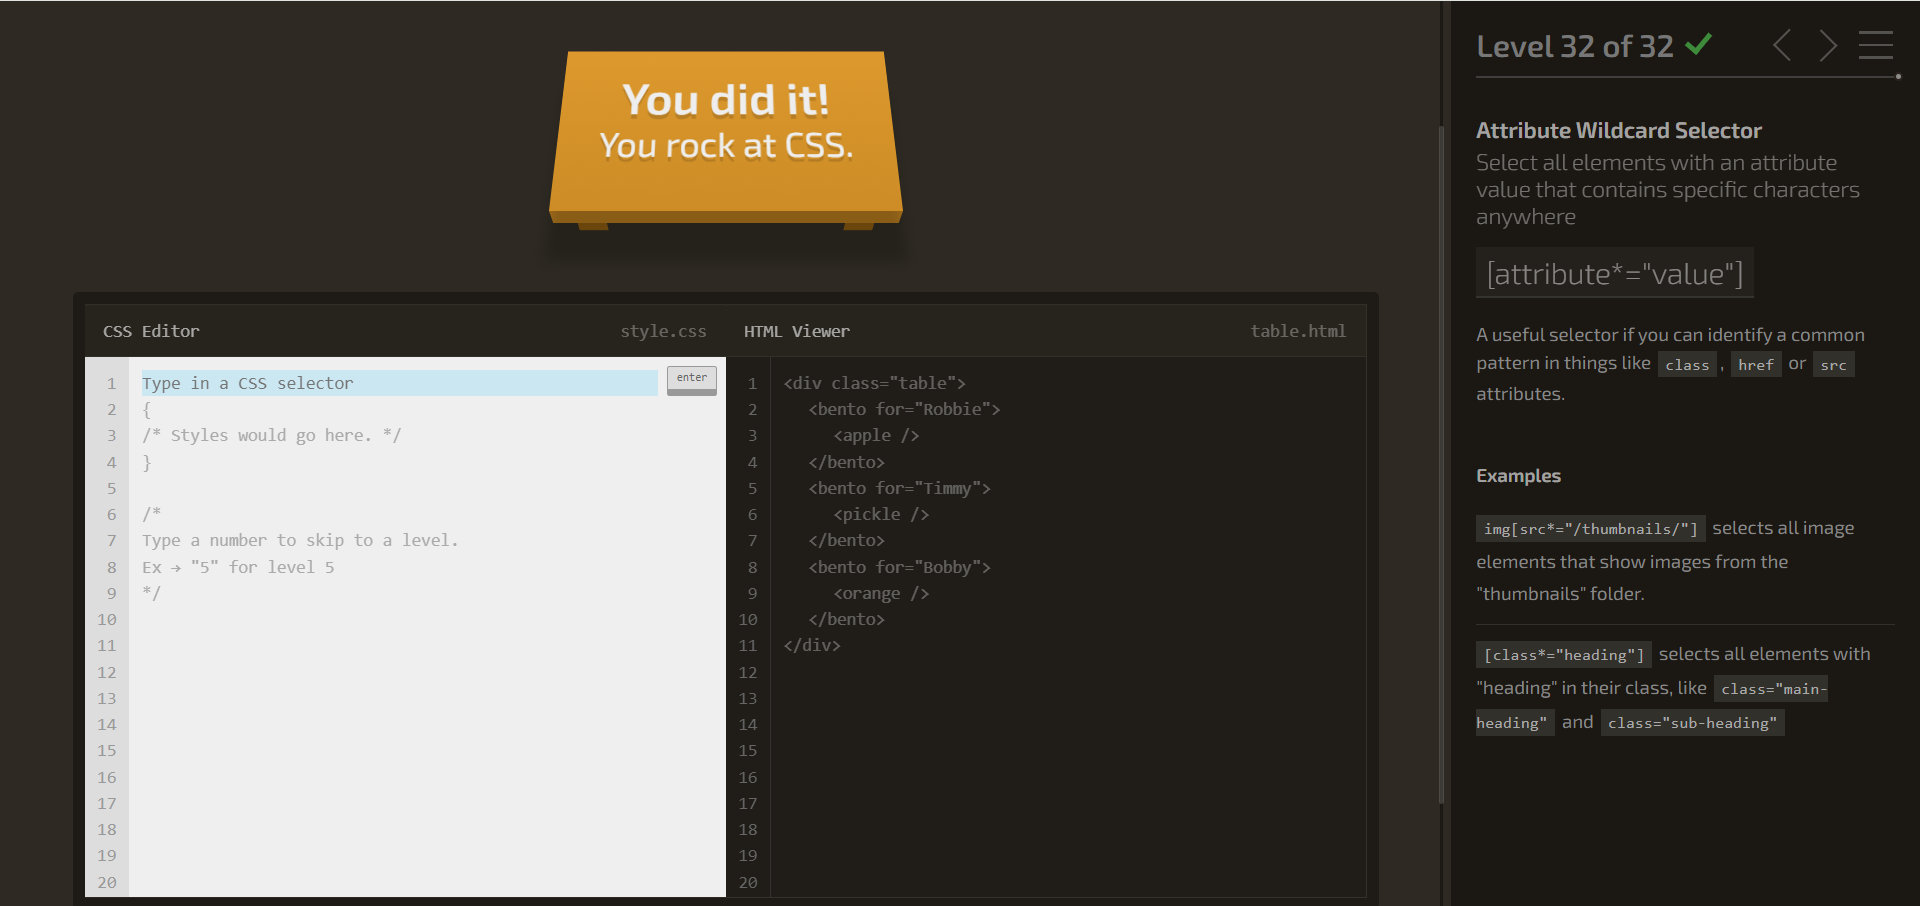 You did it!
You rock at CSS.
CSS Editor
style.css
HTML Viewer
table.html
1
2
3
4
5
6
7
8
9
10
11
12
13
14
15
16
17
18
19
20
Type in a CSS selector
enter
{
/* Styles would go here. */
}
/*
Type a number to skip to a level.
Ex → "5" for level 5
*/
1
2
3
4
5
6
7
8
9
10
11
12
13
14
15
16
17
18
19
20
<div class="table">
<bento for="Robbie">
<apple />
</bento>
<bento for="Timmy">
<pickle />
</bento>
<bento for="Bobby">
<orange />
</bento>
</div>
Level 32 of 32
Attribute Wildcard Selector
Select all elements with an attribute
value that contains specific characters
anywhere
[attribute*="value"]
A useful selector if you can identify a common
pattern in things like class , href or src
attributes.
Examples
img[src*="/thumbnails/"] selects all image
elements that show images from the
"thumbnails" folder.
[class*="heading"] selects all elements with
"heading" in their class, like class="main-
heading" and class="sub-heading"